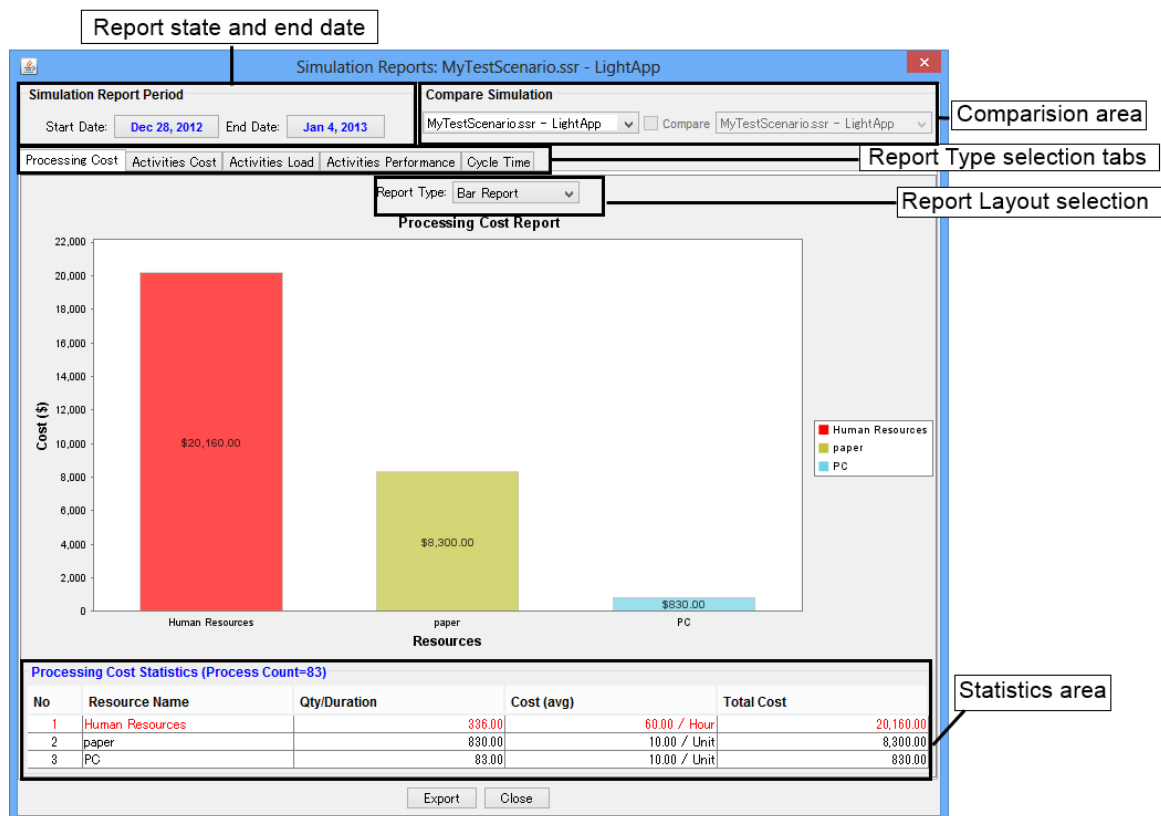 Report state and end date
Simulation Reports: MyTestScenario.ssr - LightApp
Simulation Report Period
Start Date: Dec 28, 2012 End Date: Jan 4, 2013
Compare Simulation
MyTestScenario.ssr - LightApp Compare MyTestScenario.ssr - LightApp
Comparision area
Processing Cost Activities Cost Activities Load Activities Performance Cycle Time
Report Type selection tabs
Report Type: Bar Report
Report Layout selection
Processing Cost Report
22,000
20,000
18,000
16,000
14,000
12,000
10,000
8,000
6,000
4,000
2,000
0
Cost ($)
$20,160.00
$8,300.00
$830.00
Human Resources
paper
PC
Resources
Human Resources
paper
PC
Processing Cost Statistics (Process Count=83)
No Resource Name Qty/Duration Cost (avg) Total Cost
1 Human Resources 336.00 60.00 / Hour 20,160.00
2 paper 830.00 10.00 / Unit 8,300.00
3 PC 83.00 10.00 / Unit 830.00
Statistics area
Export Close